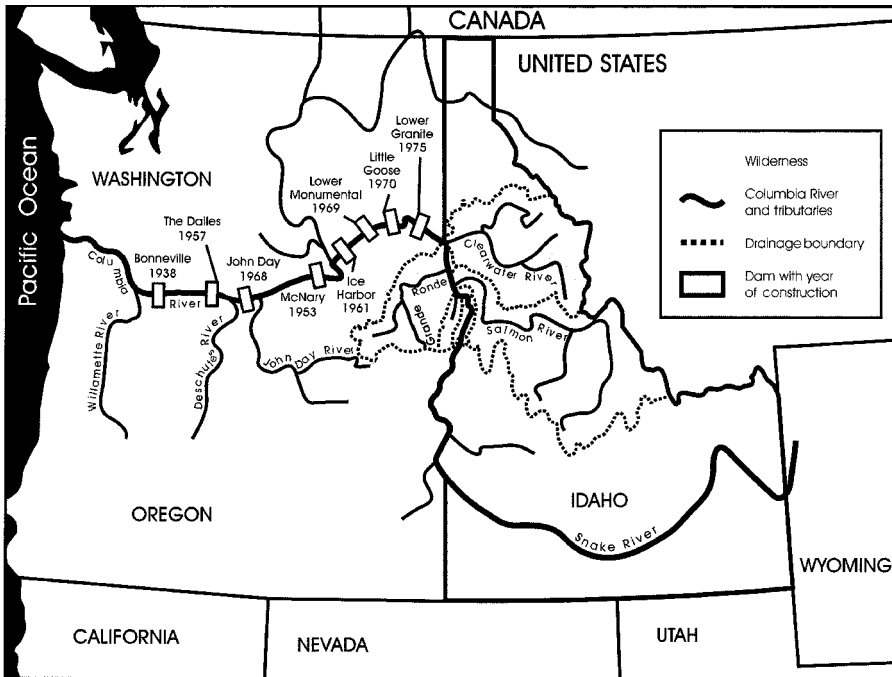 CANADA
UNITED STATES
Pacific Ocean
WASHINGTON
Lower
Granite
1975
Little
Goose
1970
Lower
Monumental
1969
The Dalles
1957
Bonneville
1938
John Day
1968
McNary
1953
Ice
Harbor
1961
Columbia
River
Willamette River
Deschutes River
John Day River
Grande Ronde
Clearwater River
Salmon River
Snake River
OREGON
IDAHO
WYOMING
CALIFORNIA
NEVADA
UTAH
Wilderness
Columbia River
and tributaries
Drainage boundary
Dam with year
of construction